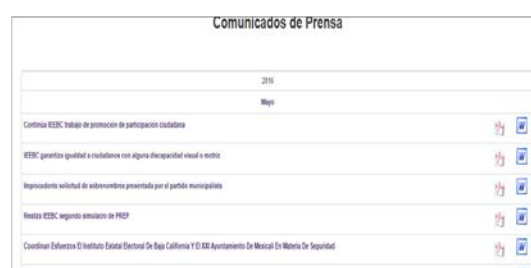 Comunicados de Prensa
2016
Mayo
Continúa IEEBC trabajo de promoción de participación ciudadana
IEEBC garantiza igualdad a ciudadanos con alguna discapacidad visual o motriz
Improcedente solicitud de sobrenombres presentada por el partido municipalista
Realiza IEEBC segundo simulacro de PREP
Coordinan Esfuerzos El Instituto Estatal Electoral De Baja California Y El XXI Ayuntamiento De Mexicali En Materia De Seguridad.